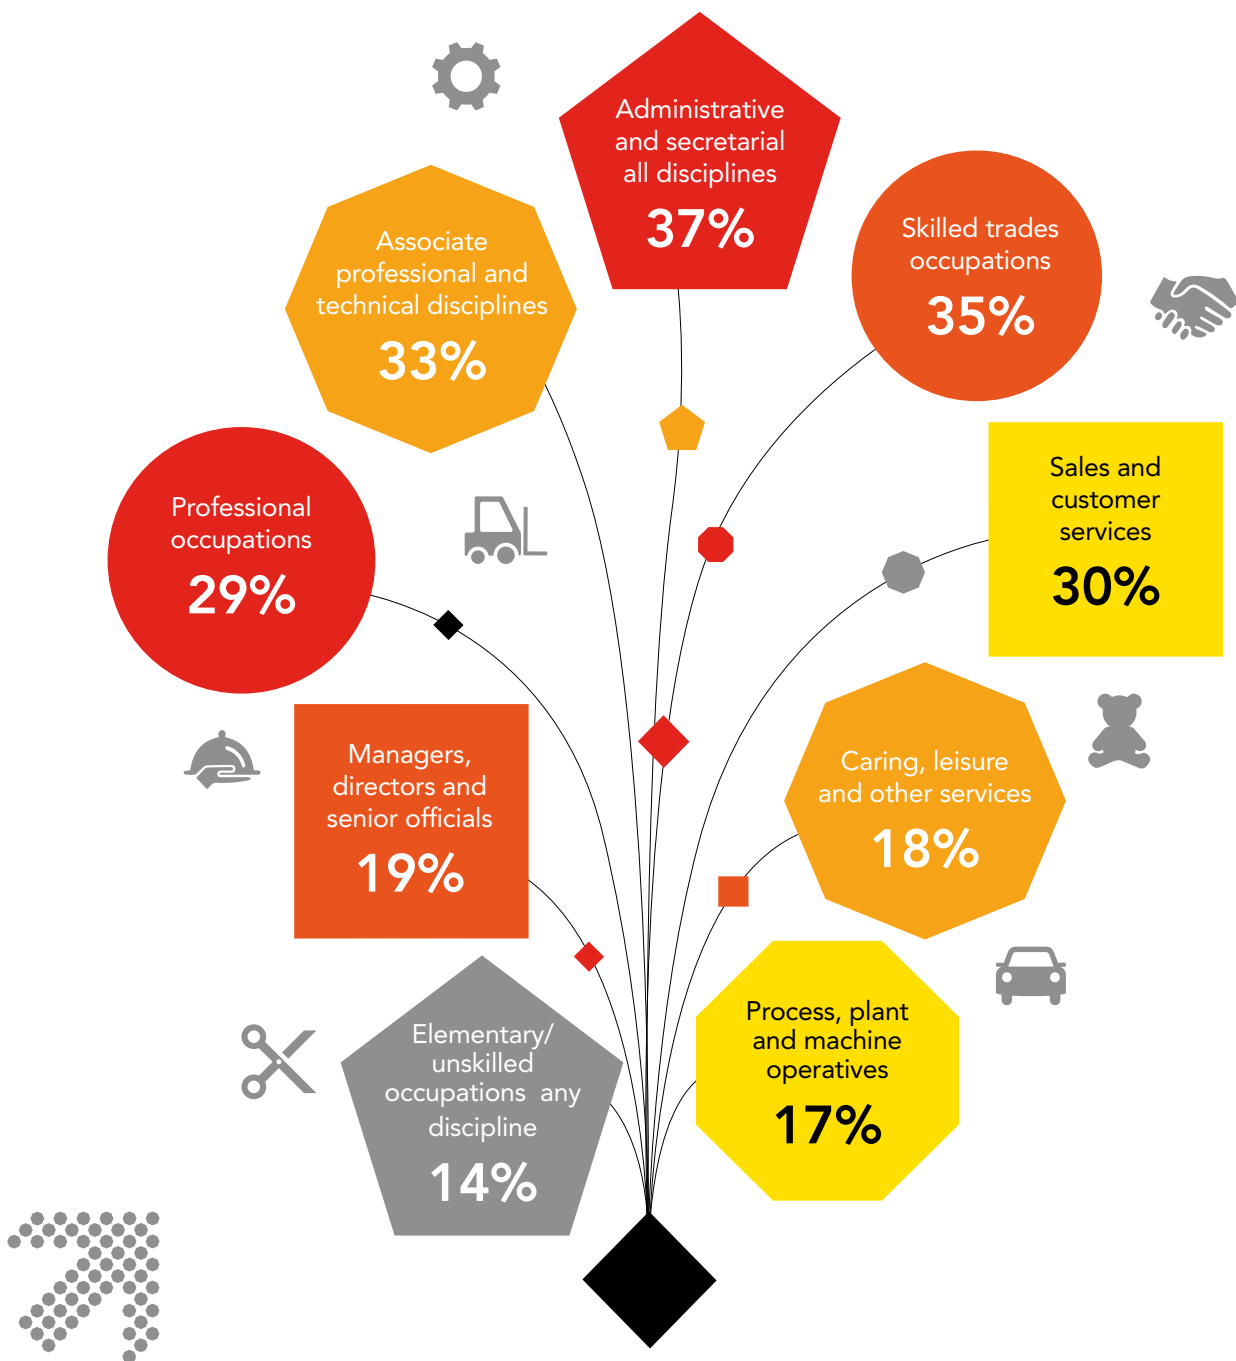 Administrative
and secretarial
all disciplines
37%
Skilled trades
occupations
35%
Associate
professional and
technical disciplines
33%
Sales and
customer
services
30%
Professional
occupations
29%
Managers,
directors and
senior officials
19%
Caring, leisure
and other services
18%
Process, plant
and machine
operatives
17%
Elementary/
unskilled
occupations any
discipline
14%